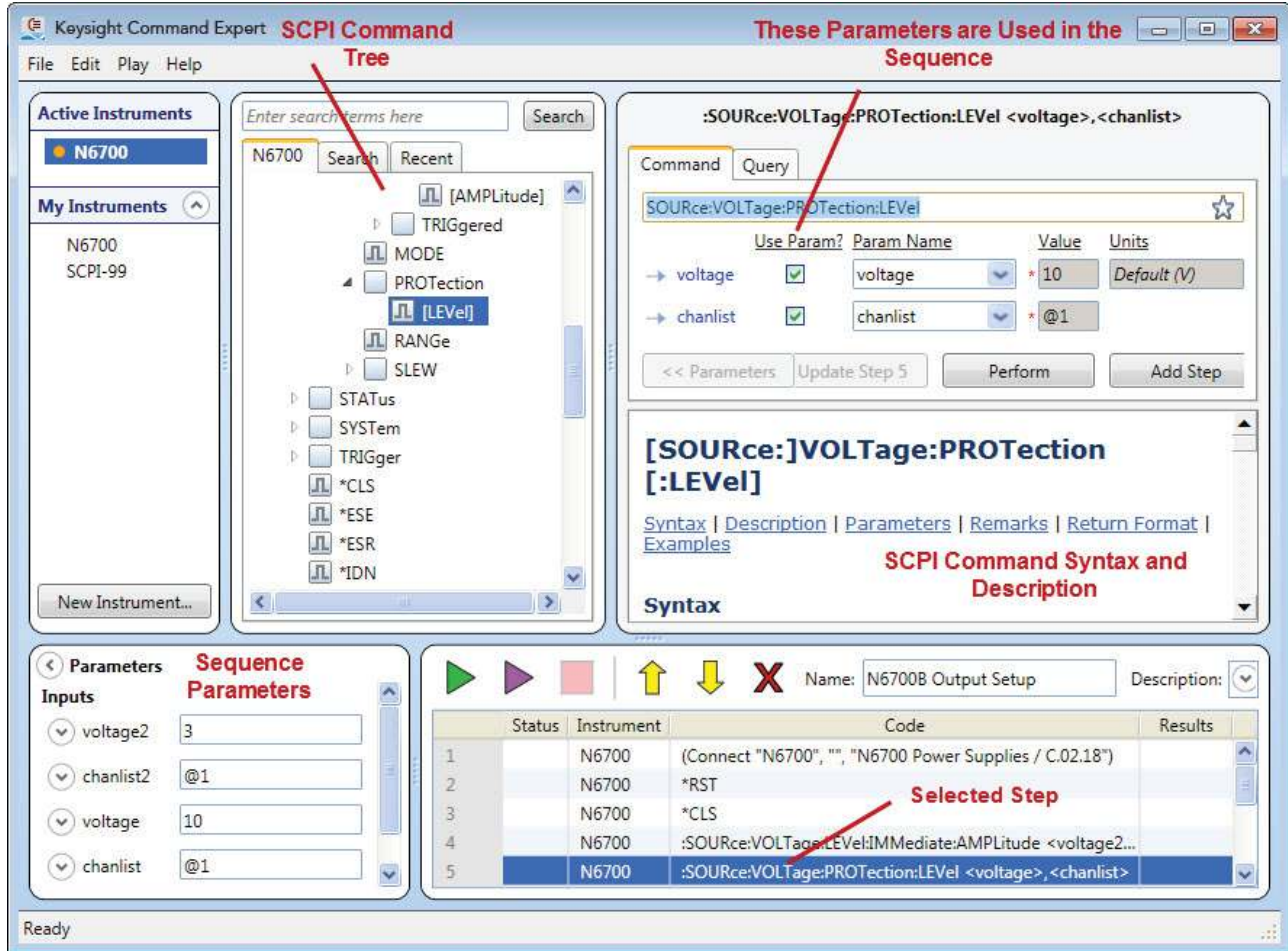 Keysight Command Expert
SCPI Command
Tree
These Parameters are Used in the
Sequence
File Edit Play Help
Active Instruments
N6700
My Instruments
N6700
SCPI-99
New Instrument...
Enter search terms here
Search
N6700 Search Recent
[AMPLitude]
TRIGgered
MODE
PROTection
[LEVel]
RANGe
SLEW
STATus
SYSTem
TRIGger
*CLS
*ESE
*ESR
*IDN
:SOURce:VOLTage:PROTection:LEVel <voltage>,<chanlist>
Command Query
SOURce:VOLTage:PROTection:LEVel
Use Param? Param Name Value Units
voltage voltage * 10 Default (V)
chanlist chanlist * @1
<< Parameters Update Step 5 Perform Add Step
[SOURce:]VOLTage:PROTection
[:LEVel]
Syntax | Description | Parameters | Remarks | Return Format |
Examples
SCPI Command Syntax and
Description
Syntax
Parameters
Sequence
Parameters
Inputs
voltage2 3
chanlist2 @1
voltage 10
chanlist @1
Name: N6700B Output Setup Description:
Status Instrument Code Results
1 N6700 (Connect "N6700", "", "N6700 Power Supplies / C.02.18")
2 N6700 *RST
Selected Step
3 N6700 *CLS
4 N6700 :SOURce:VOLTage:LEVel:IMMediate:AMPLitude <voltage2...
5 N6700 :SOURce:VOLTage:PROTection:LEVel <voltage>,<chanlist>
Ready